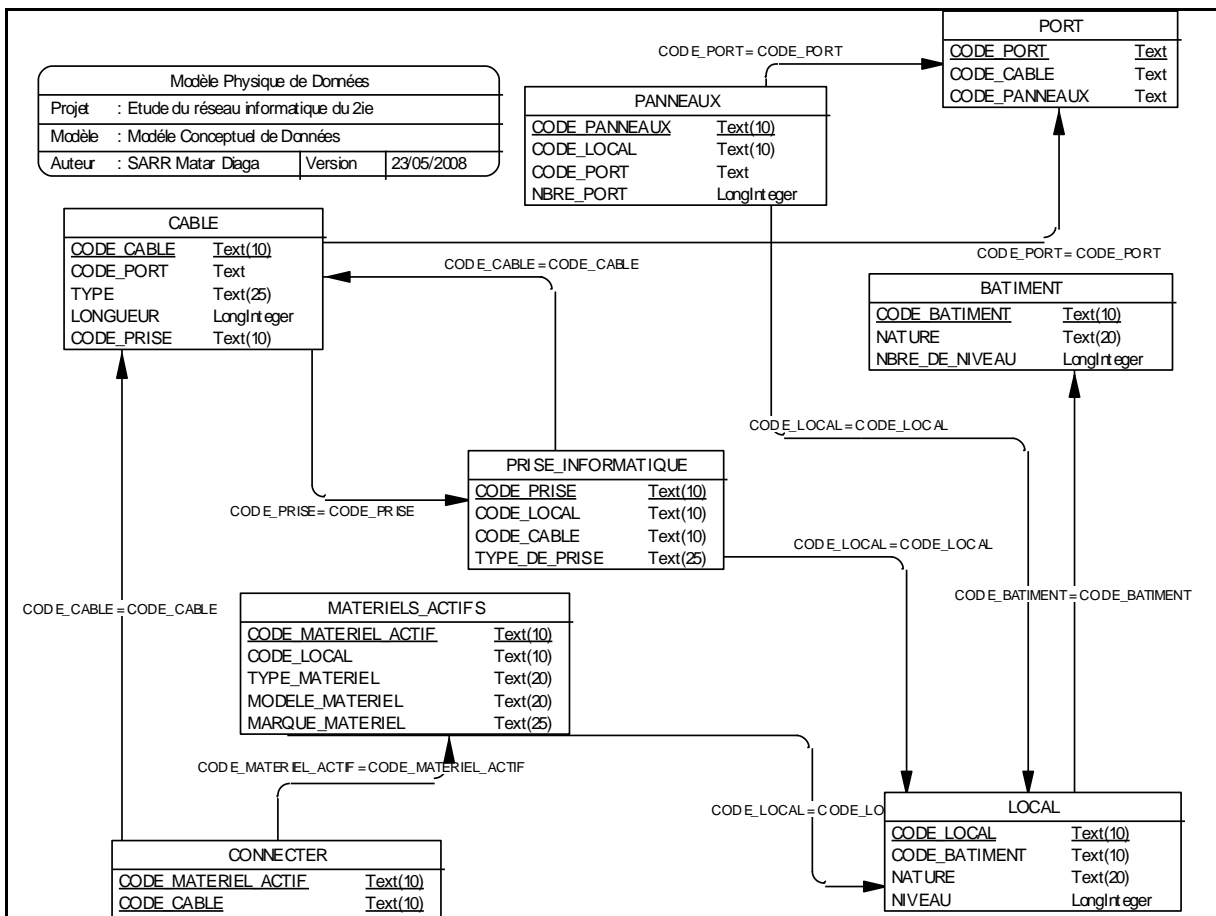 Modèle Physique de Données
Projet : Etude du réseau informatique du 2ie
Modèle : Modéle Conceptuel de Données
Auteur : SARR Matar Diaga Version 23/05/2008
PORT
CODE_PORT Text
CODE_CABLE Text
CODE_PANNEAUX Text
CODE_PORT = CODE_PORT
PANNEAUX
CODE_PANNEAUX Text(10)
CODE_LOCAL Text(10)
CODE_PORT Text
NBRE_PORT LongInteger
CABLE
CODE_CABLE Text(10)
CODE_PORT Text
TYPE Text(25)
LONGUEUR LongInteger
CODE_PRISE Text(10)
CODE_CABLE = CODE_CABLE
CODE_PORT = CODE_PORT
BATIMENT
CODE_BATIMENT Text(10)
NATURE Text(20)
NBRE_DE_NIVEAU LongInteger
CODE_LOCAL = CODE_LOCAL
PRISE_INFORMATIQUE
CODE_PRISE Text(10)
CODE_LOCAL Text(10)
CODE_CABLE Text(10)
TYPE_DE_PRISE Text(25)
CODE_PRISE = CODE_PRISE
CODE_LOCAL = CODE_LOCAL
CODE_CABLE = CODE_CABLE
CODE_BATIMENT = CODE_BATIMENT
MATERIELS_ACTIFS
CODE_MATERIEL_ACTIF Text(10)
CODE_LOCAL Text(10)
TYPE_MATERIEL Text(20)
MODELE_MATERIEL Text(20)
MARQUE_MATERIEL Text(25)
CODE_MATERIEL_ACTIF = CODE_MATERIEL_ACTIF
CODE_LOCAL = CODE_LO
LOCAL
CODE_LOCAL Text(10)
CODE_BATIMENT Text(10)
NATURE Text(20)
NIVEAU LongInteger
CONNECTER
CODE_MATERIEL_ACTIF Text(10)
CODE_CABLE Text(10)